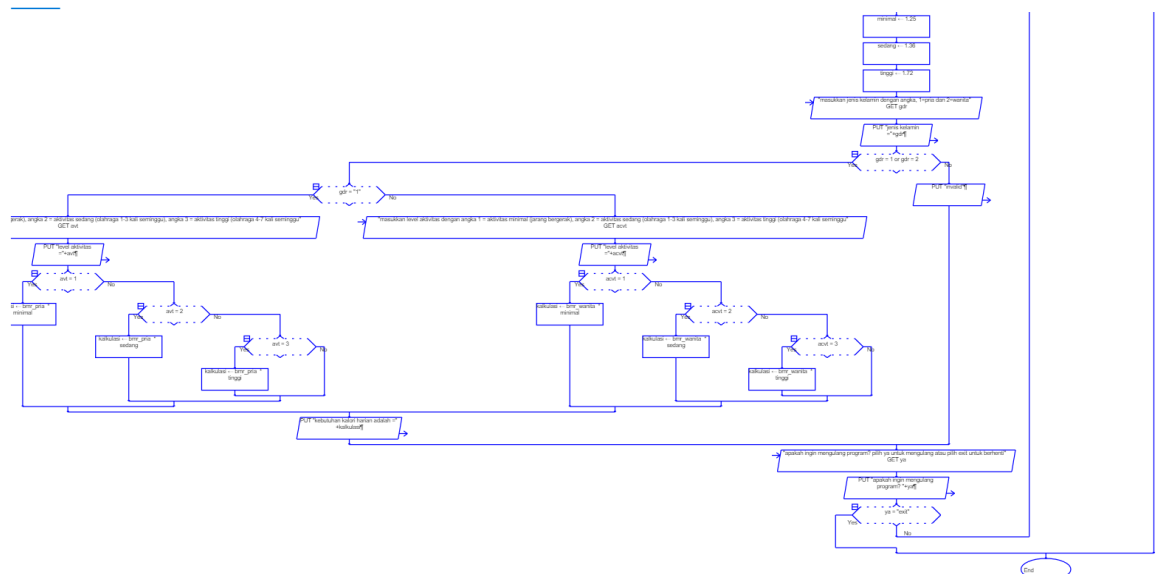 minimal ← 1.25
sedang ← 1.36
tinggi ← 1.72
"masukkan jenis kelamin dengan angka, 1=pria dan 2=wanita"
GET gdr
PUT "jenis kelamin
="+gdr¶
gdr = 1 or gdr = 2
Yes
No
PUT "invalid"¶
gdr = "1"
Yes
No
gerak), angka 2 = aktivitas sedang (olahraga 1-3 kali seminggu), angka 3 = aktivitas tinggi (olahraga 4-7 kali seminggu"
GET avt
"masukkan level aktivitas dengan angka 1 = aktivitas minimal (jarang bergerak), angka 2 = aktivitas sedang (olahraga 1-3 kali seminggu), angka 3 = aktivitas tinggi (olahraga 4-7 kali seminggu"
GET acvt
PUT "level aktivitas
="+avt¶
PUT "level aktivitas
="+acvt¶
avt = 1
Yes
No
acvt = 1
Yes
No
si ← bmr_pria *
minimal
avt = 2
Yes
No
kalkulasi ← bmr_wanita *
minimal
acvt = 2
Yes
No
kalkulasi ← bmr_pria *
sedang
avt = 3
Yes
No
kalkulasi ← bmr_wanita *
sedang
acvt = 3
Yes
No
kalkulasi ← bmr_pria *
tinggi
kalkulasi ← bmr_wanita *
tinggi
PUT "kebutuhan kalori harian adalah ="
+kalkulasi¶
"apakah ingin mengulang program? pilih ya untuk mengulang atau pilih exit untuk berhenti"
GET ya
PUT "apakah ingin mengulang
program? "+ya¶
ya = "exit"
Yes
No
End